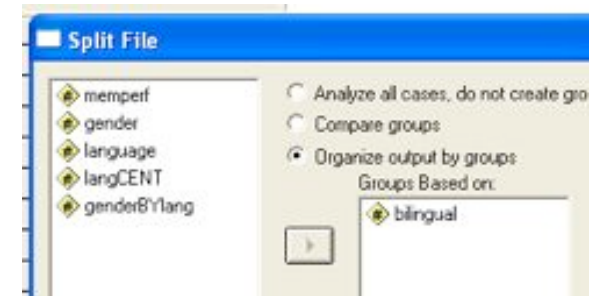 Split File
memperf
gender
language
langCENT
genderBYlang
Analyze all cases, do not create gro
Compare groups
Organize output by groups
Groups Based on:
bilingual